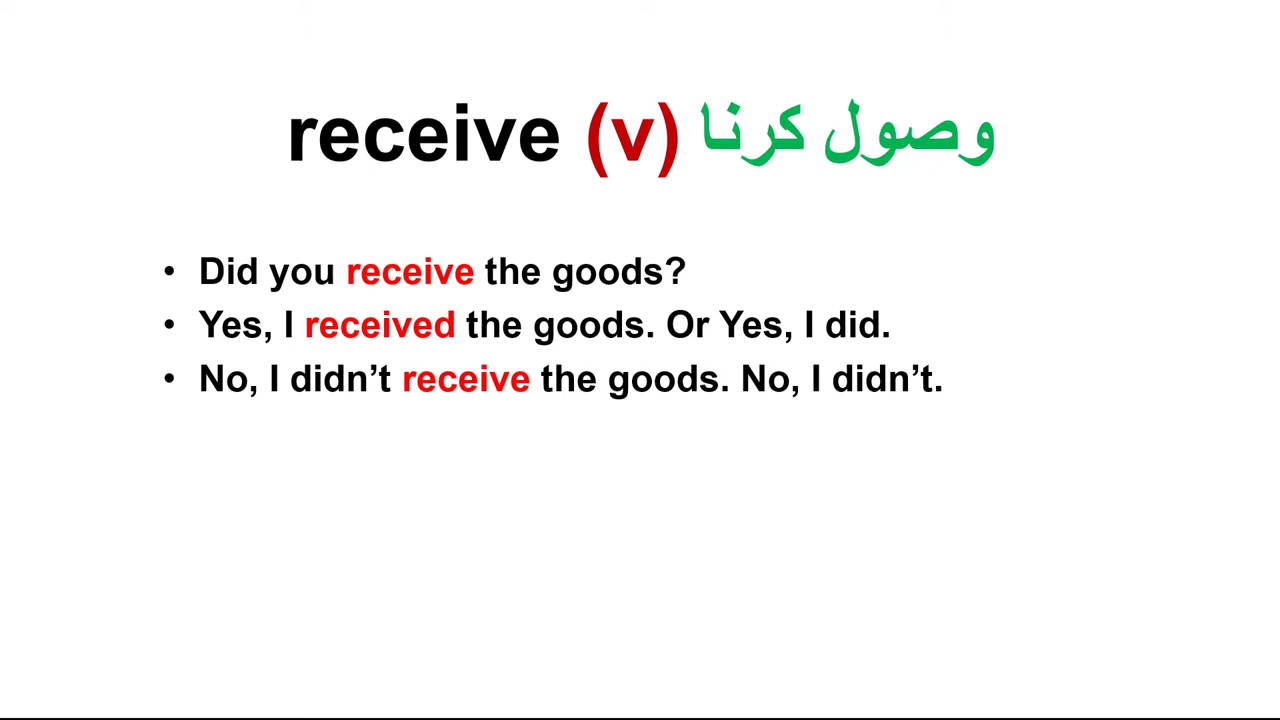 receive (v) وصول کرنا
• Did you receive the goods?
• Yes, I received the goods. Or Yes, I did.
• No, I didn’t receive the goods. No, I didn’t.